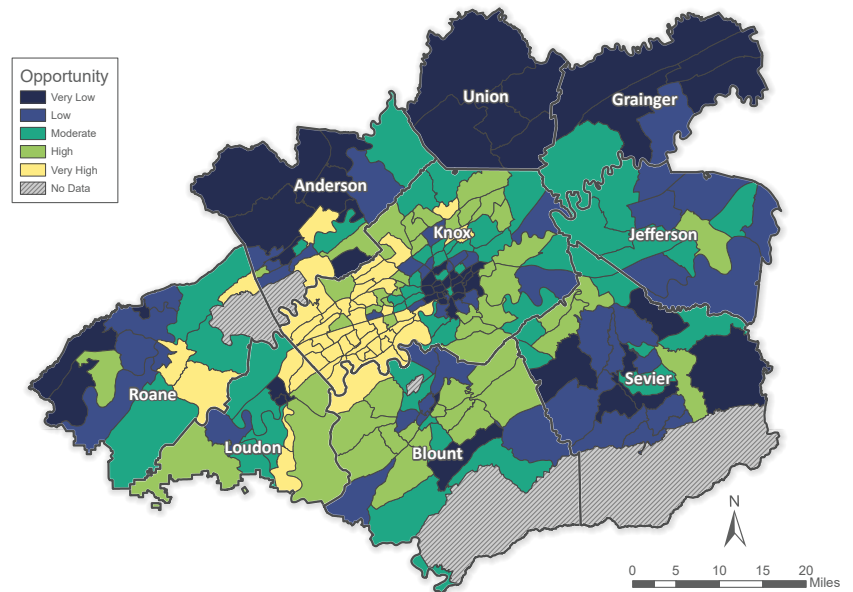 Opportunity
Very Low
Low
Moderate
High
Very High
No Data
Union
Grainger
Anderson
Knox
Jefferson
Roane
Sevier
Loudon
Blount
N
0 5 10 15 20
Miles